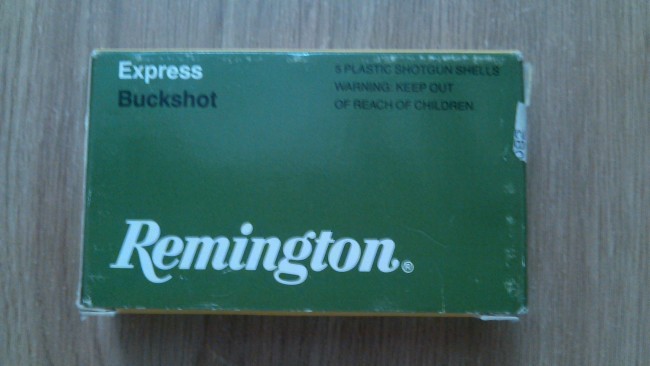 Express
Buckshot
5 PLASTIC SHOTGUN SHELLS
WARNING: KEEP OUT
OF REACH OF CHILDREN
Remington®